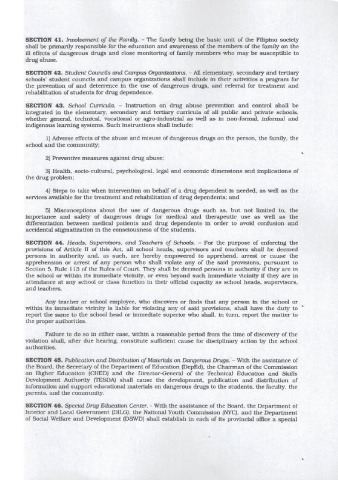 SECTION 41. Involvement of the Family. – The family being the basic unit of the Filipino society
shall be primarily responsible for the education and awareness of the members of the family on the
ill effects of dangerous drugs and close monitoring of family members who may be susceptible to
drug abuse.
SECTION 42. Student Councils and Campus Organizations. – All elementary, secondary and tertiary
schools' student councils and campus organizations shall include in their activities a program for
the prevention of and deterrence in the use of dangerous drugs, and referral for treatment and
rehabilitation of students for drug dependence.
SECTION 43. School Curricula. – Instruction on drug abuse prevention and control shall be
integrated in the elementary, secondary and tertiary curricula of all public and private schools,
whether general, technical, vocational or agro-industrial as well as in non-formal, informal and
indigenous learning systems. Such instructions shall include:
1) Adverse effects of the abuse and misuse of dangerous drugs on the person, the family, the
school and the community;
2) Preventive measures against drug abuse;
3) Health, socio-cultural, psychological, legal and economic dimensions and implications of
the drug problem;
4) Steps to take when intervention on behalf of a drug dependent is needed, as well as the
services available for the treatment and rehabilitation of drug dependents; and
5) Misconceptions about the use of dangerous drugs such as, but not limited to, the
importance and safety of dangerous drugs for medical and therapeutic use as well as the
differentiation between medical patients and drug dependents in order to avoid confusion and
accidental stigmatization in the consciousness of the students.
SECTION 44. Heads, Supervisors, and Teachers of Schools. – For the purpose of enforcing the
provisions of Article II of this Act, all school heads, supervisors and teachers shall be deemed
persons in authority and, as such, are hereby empowered to apprehend, arrest or cause the
apprehension or arrest of any person who shall violate any of the said provisions, pursuant to
Section 5, Rule 113 of the Rules of Court. They shall be deemed persons in authority if they are in
the school or within its immediate vicinity, or even beyond such immediate vicinity if they are in
attendance at any school or class function in their official capacity as school heads, supervisors,
and teachers.
Any teacher or school employee, who discovers or finds that any person in the school or
within its immediate vicinity is liable for violating any of said provisions, shall have the duty to
report the same to the school head or immediate superior who shall, in turn, report the matter to
the proper authorities.
Failure to do so in either case, within a reasonable period from the time of discovery of the
violation shall, after due hearing, constitute sufficient cause for disciplinary action by the school
authorities.
SECTION 45. Publication and Distribution of Materials on Dangerous Drugs. – With the assistance of
the Board, the Secretary of the Department of Education (DepEd), the Chairman of the Commission
on Higher Education (CHED) and the Director-General of the Technical Education and Skills
Development Authority (TESDA) shall cause the development, publication and distribution of
information and support educational materials on dangerous drugs to the students, the faculty, the
parents, and the community.
SECTION 46. Special Drug Education Center. – With the assistance of the Board, the Department of
Interior and Local Government (DILG), the National Youth Commission (NYC), and the Department
of Social Welfare and Development (DSWD) shall establish in each of its provincial office a special